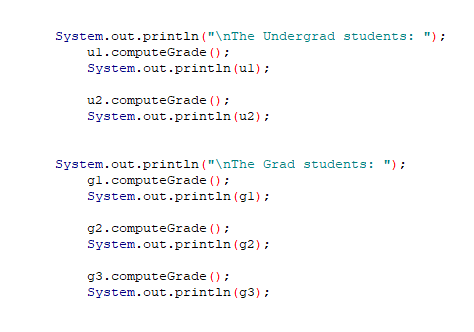 System.out.println("\nThe Undergrad students: ");
u1.computeGrade();
System.out.println(u1);
u2.computeGrade();
System.out.println(u2);
System.out.println("\nThe Grad students: ");
g1.computeGrade();
System.out.println(g1);
g2.computeGrade();
System.out.println(g2);
g3.computeGrade();
System.out.println(g3);